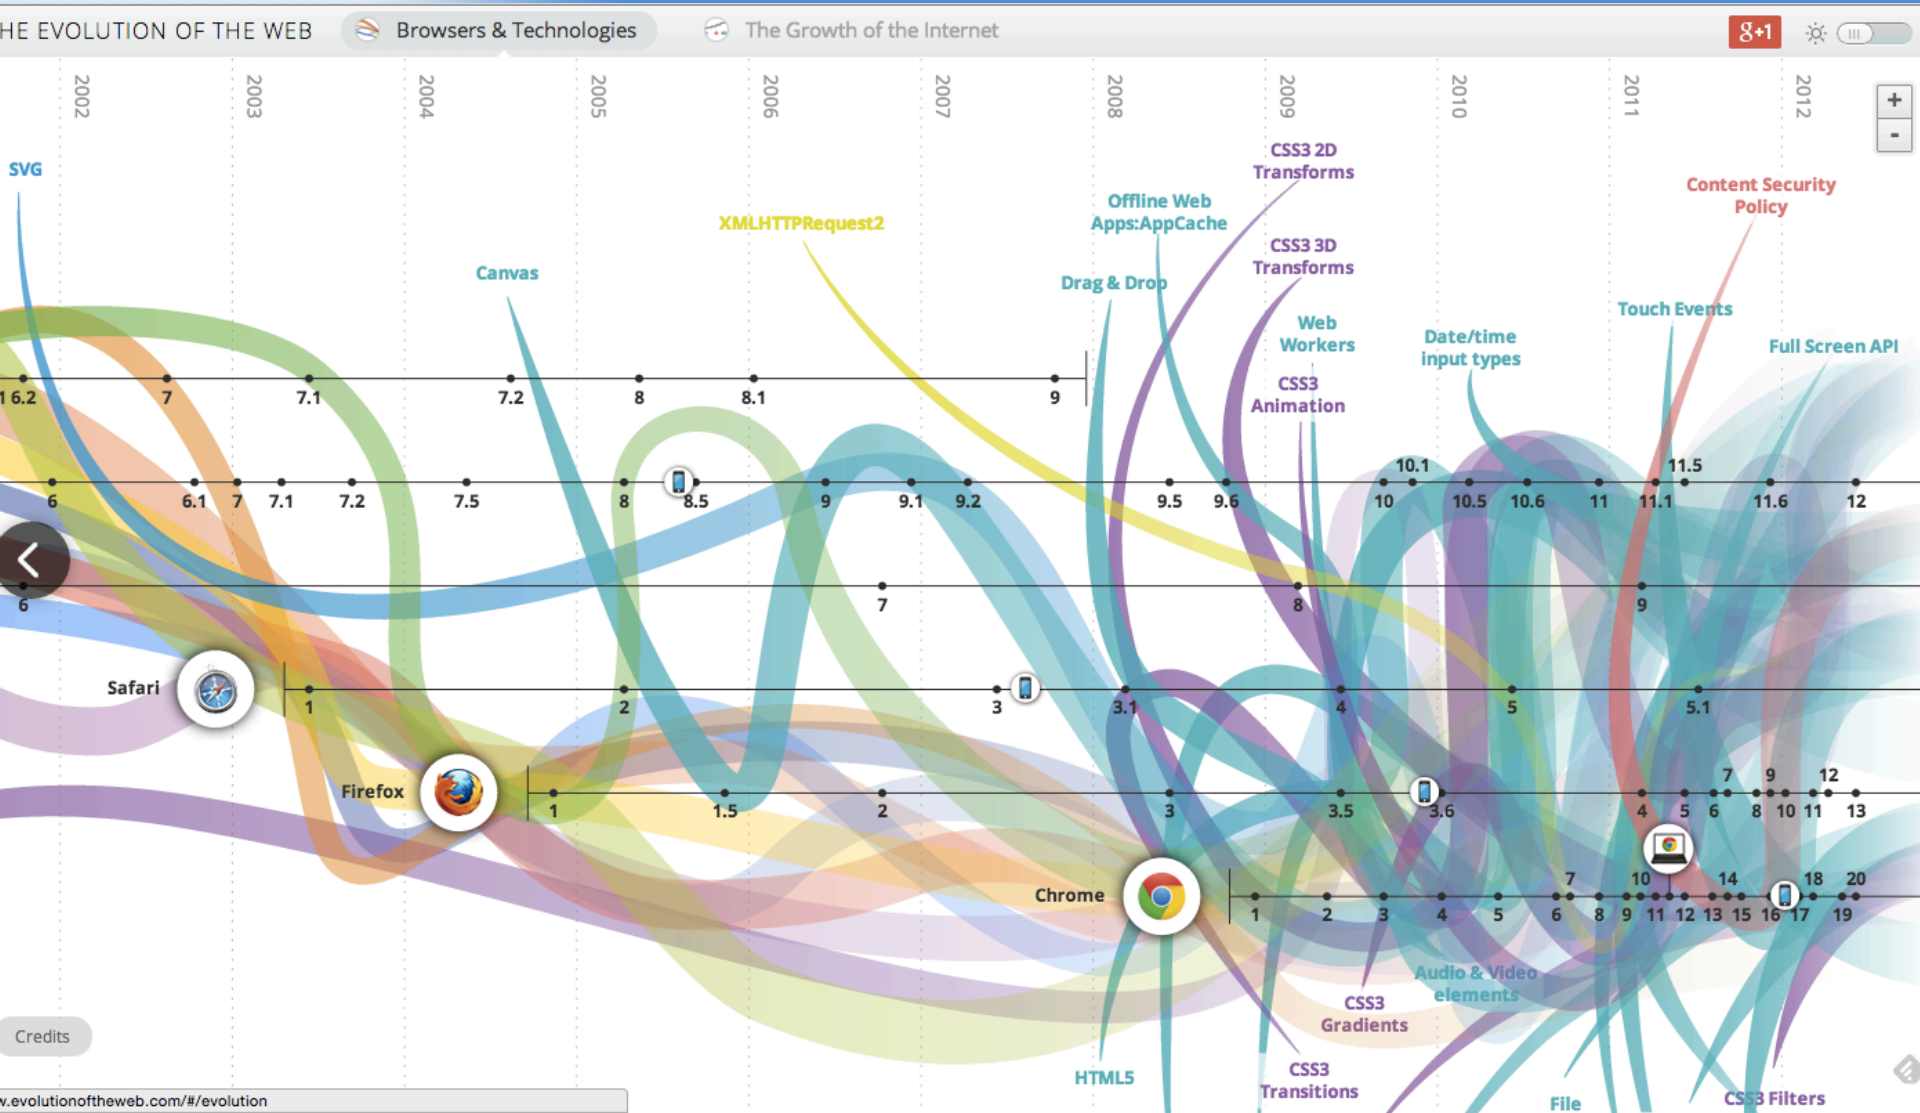 HE EVOLUTION OF THE WEB
Browsers & Technologies
The Growth of the Internet
g+1
2002
2003
2004
2005
2006
2007
2008
2009
2010
2011
2012
+
-
SVG
Canvas
XMLHTTPRequest2
Offline Web
Apps:AppCache
Drag & Drop
CSS3 2D
Transforms
CSS3 3D
Transforms
Web
Workers
CSS3
Animation
Date/time
input types
Touch Events
Content Security
Policy
Full Screen API
1 6.2 7 7.1 7.2 8 8.1 9
10.1 11.5
6 6.1 7 7.1 7.2 7.5 8 8.5 9 9.1 9.2 9.5 9.6 10 10.5 10.6 11 11.1 11.6 12
6 7 8 9
Safari
1 2 3 3.1 4 5 5.1
Firefox
7 9 12
1 1.5 2 3 3.5 3.6 4 5 6 8 10 11 13
Chrome
7 10 14 18 20
1 2 3 4 5 6 8 9 11 12 13 15 16 17 19
Audio & Video
elements
CSS3
Gradients
HTML5
CSS3
Transitions
File
CSS3 Filters
Credits
w.evolutionoftheweb.com/#/evolution